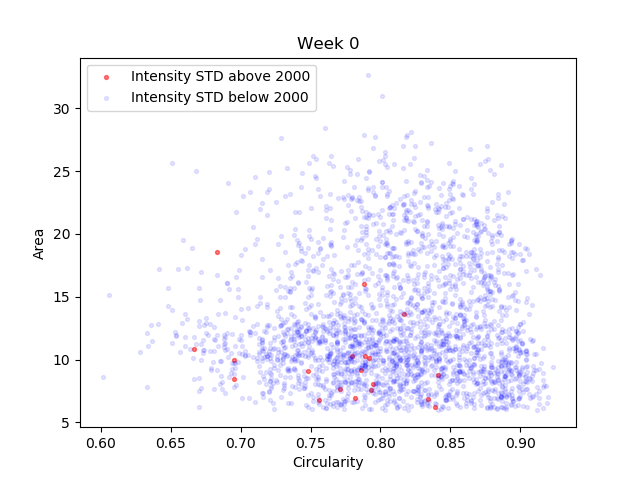 Week 0
Intensity STD above 2000
Intensity STD below 2000
30
25
20
15
10
5
Area
0.60 0.65 0.70 0.75 0.80 0.85 0.90
Circularity